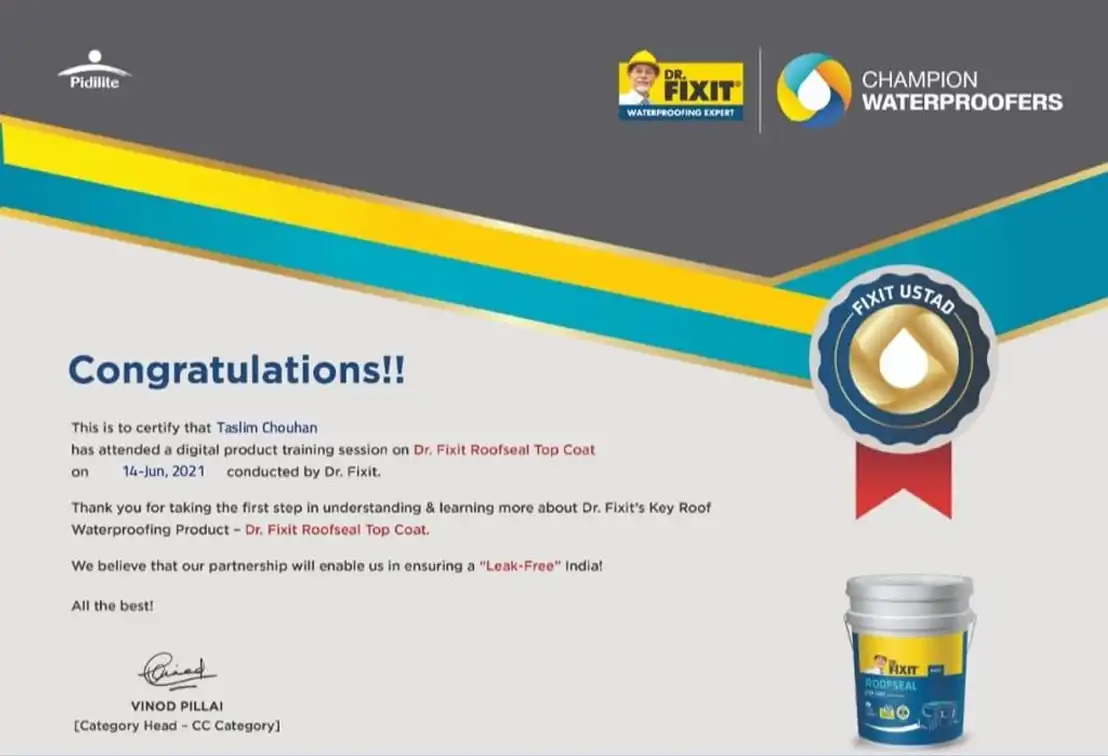 Pidilite
DR.
FIXIT
WATERPROOFING EXPERT
CHAMPION
WATERPROOFERS
FIXIT USTAD
Congratulations!!
This is to certify that Taslim Chouhan
has attended a digital product training session on Dr. Fixit Roofseal Top Coat
on 14-Jun, 2021 conducted by Dr. Fixit.
Thank you for taking the first step in understanding & learning more about Dr. Fixit's Key Roof
Waterproofing Product – Dr. Fixit Roofseal Top Coat.
We believe that our partnership will enable us in ensuring a "Leak-Free" India!
All the best!
VINOD PILLAI
[Category Head – CC Category]
DR.
FIXIT
ROOFSEAL